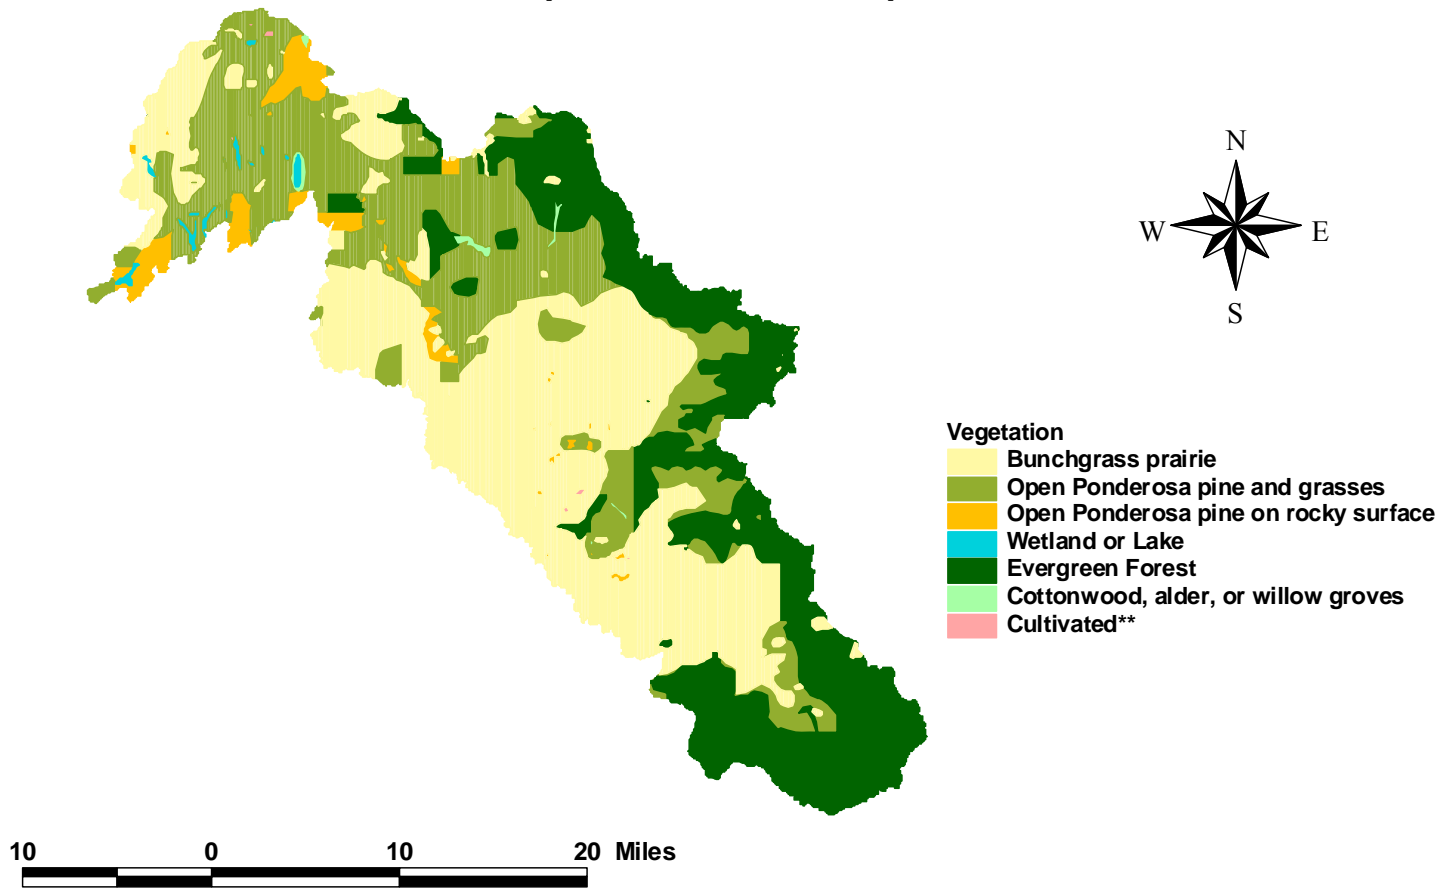 N
W E
S
Vegetation
Bunchgrass prairie
Open Ponderosa pine and grasses
Open Ponderosa pine on rocky surface
Wetland or Lake
Evergreen Forest
Cottonwood, alder, or willow groves
Cultivated**
10 0 10 20 Miles